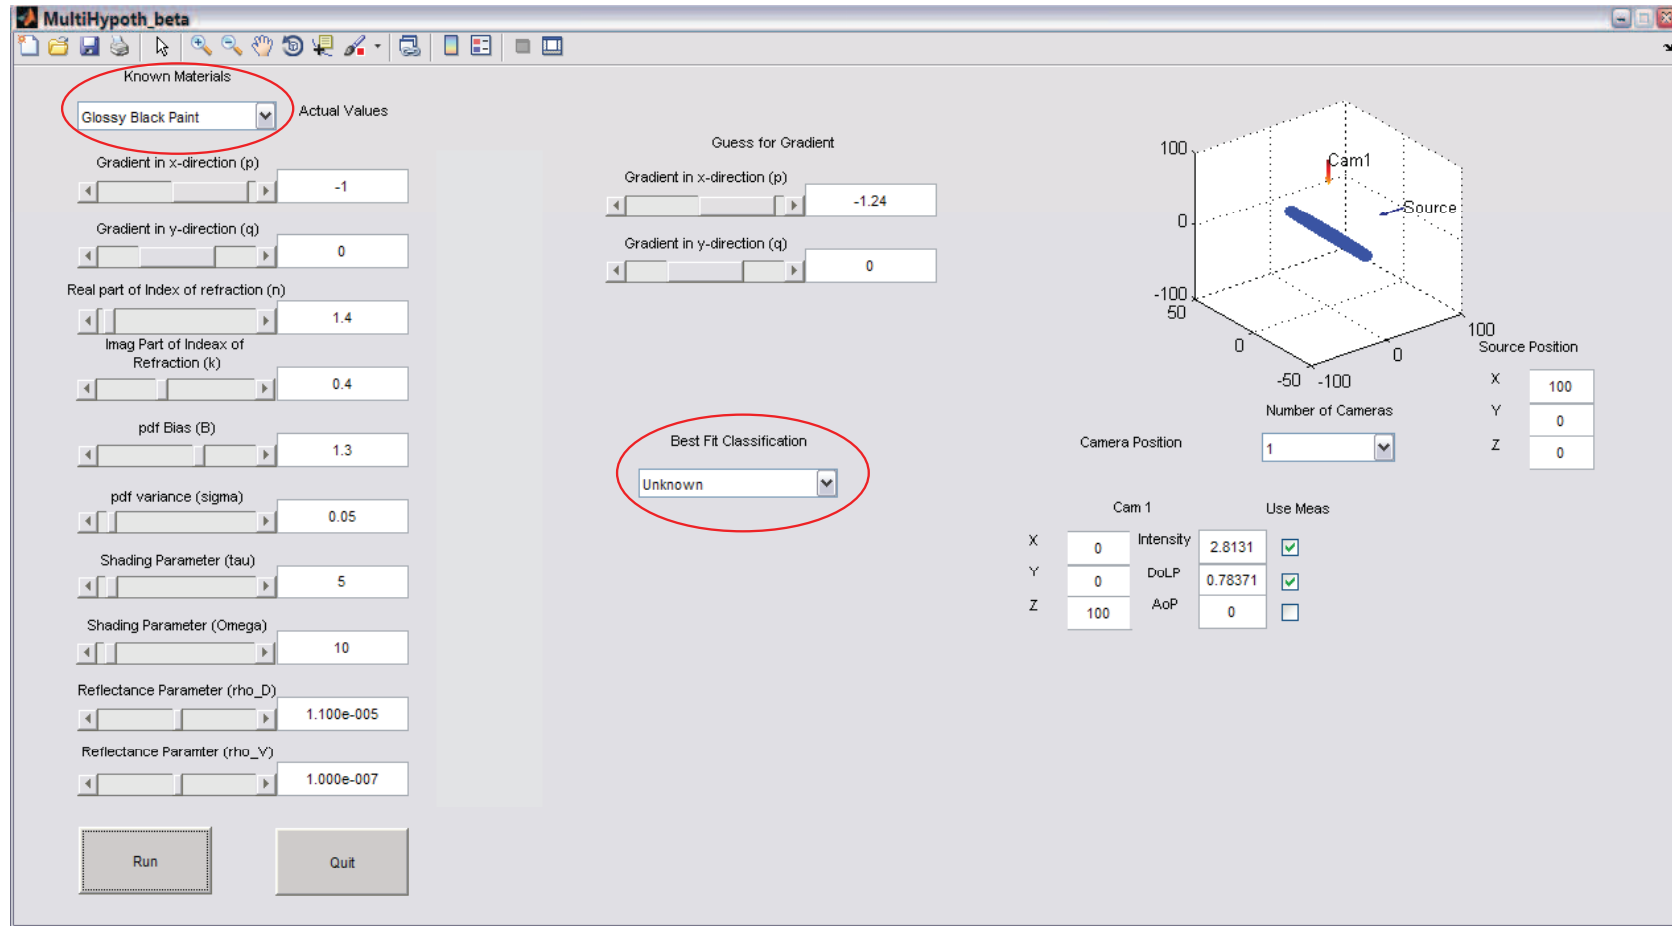 MultiHypoth_beta
Known Materials
Glossy Black Paint
Actual Values
Gradient in x-direction (p)
-1
Gradient in y-direction (q)
0
Real part of Index of refraction (n)
1.4
Imag Part of Indeax of
Refraction (k)
0.4
pdf Bias (B)
1.3
pdf variance (sigma)
0.05
Shading Parameter (tau)
5
Shading Parameter (Omega)
10
Reflectance Parameter (rho_D)
1.100e-005
Reflectance Paramter (rho_V)
1.000e-007
Run
Quit
Guess for Gradient
Gradient in x-direction (p)
-1.24
Gradient in y-direction (q)
0
Best Fit Classification
Unknown
100
0
-100
50
0
-50
-100
0
100
Cam1
Source
Source Position
X
100
Y
0
Z
0
Number of Cameras
Camera Position
1
Cam 1
Use Meas
X
0
Intensity
2.8131
Y
0
DoLP
0.78371
Z
100
AoP
0